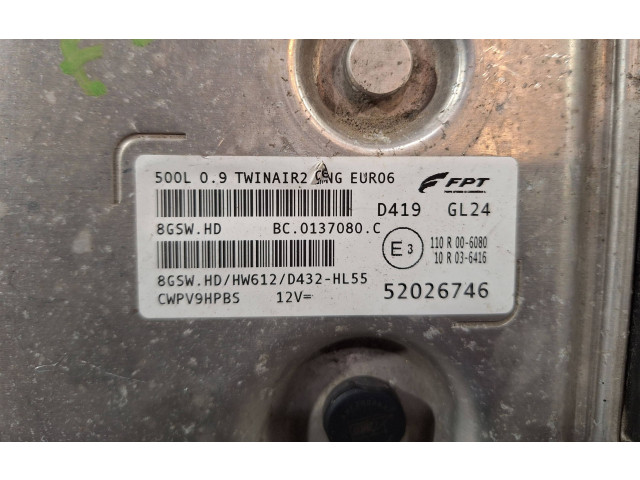 500L 0.9 TWINAIR2 CNG EURO6
FPT
D419 GL24
8GSW.HD BC.0137080.C
E3
110 R 00-6080
10 R 03-6416
8GSW.HD/HW612/D432-HL55
CWPV9HPBS 12V=
52026746